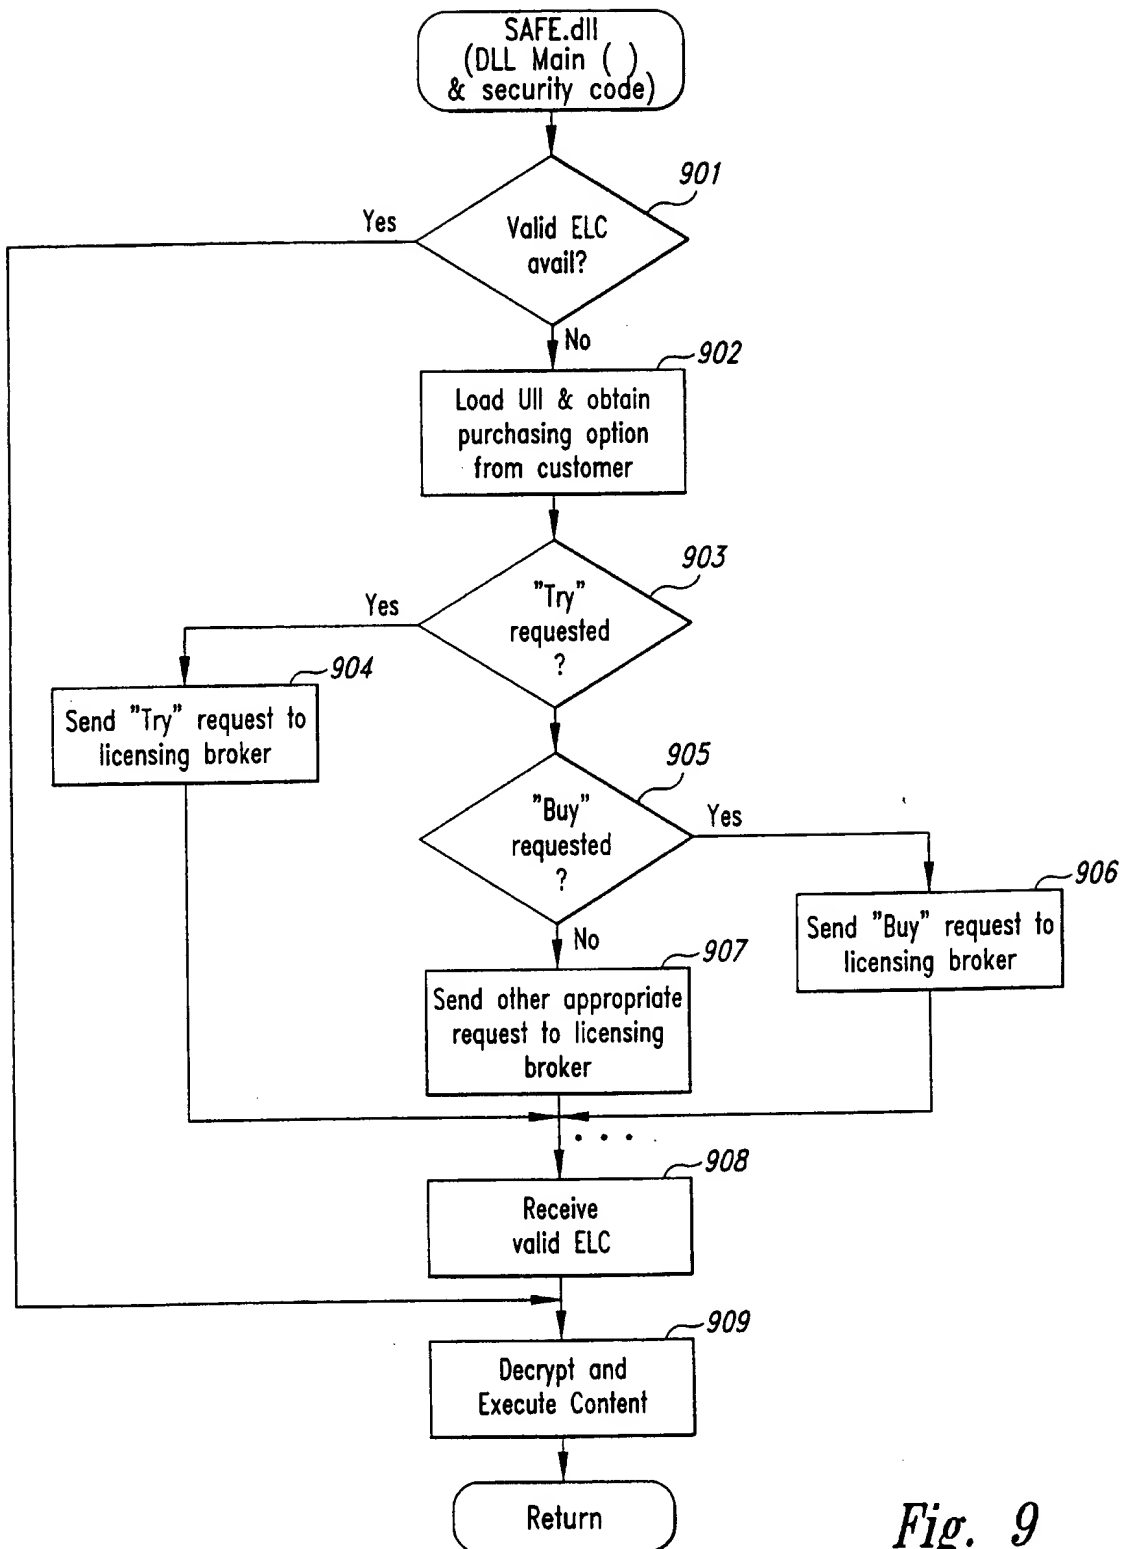 SAFE.dll
(DLL Main ( )
& security code)
901
Yes
Valid ELC
avail?
No
902
Load UII & obtain
purchasing option
from customer
903
Yes
"Try"
requested
?
904
Send "Try" request to
licensing broker
905
"Buy"
requested
?
Yes
906
Send "Buy" request to
licensing broker
No
907
Send other appropriate
request to licensing
broker
• • •
908
Receive
valid ELC
909
Decrypt and
Execute Content
Return
Fig. 9